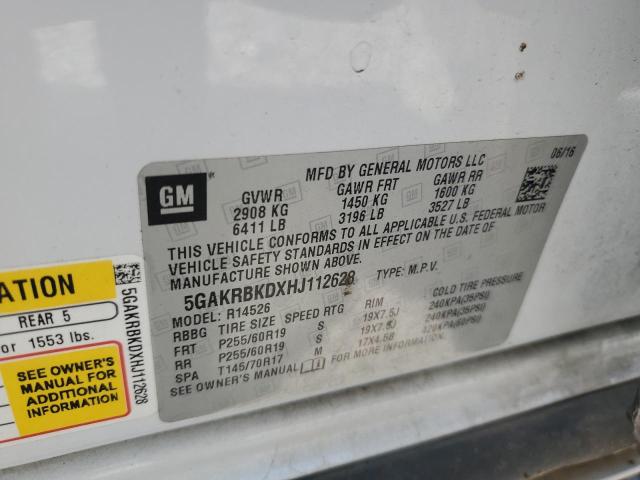 GM
MFD BY GENERAL MOTORS LLC 06/16
GVWR GAWR FRT GAWR RR
2908 KG 1450 KG 1600 KG
6411 LB 3196 LB 3527 LB
THIS VEHICLE CONFORMS TO ALL APPLICABLE U.S. FEDERAL MOTOR
VEHICLE SAFETY STANDARDS IN EFFECT ON THE DATE OF
MANUFACTURE SHOWN ABOVE.
5GAKRBKDXHJ112628 TYPE: M.P.V.
MODEL: R14526
RBBG TIRE SIZE SPEED RTG RIM COLD TIRE PRESSURE
FRT P255/60R19 S 19X7.5J 240KPA(35PSI)
RR P255/60R19 S 19X7.5J 240KPA(35PSI)
SPA T145/70R17 M 17X4.5B 420KPA(60PSI)
SEE OWNER'S MANUAL FOR MORE INFORMATION.
ATION
REAR 5
or 1553 lbs.
SEE OWNER'S
MANUAL FOR
ADDITIONAL
INFORMATION
5GAKRBKDXHJ112628